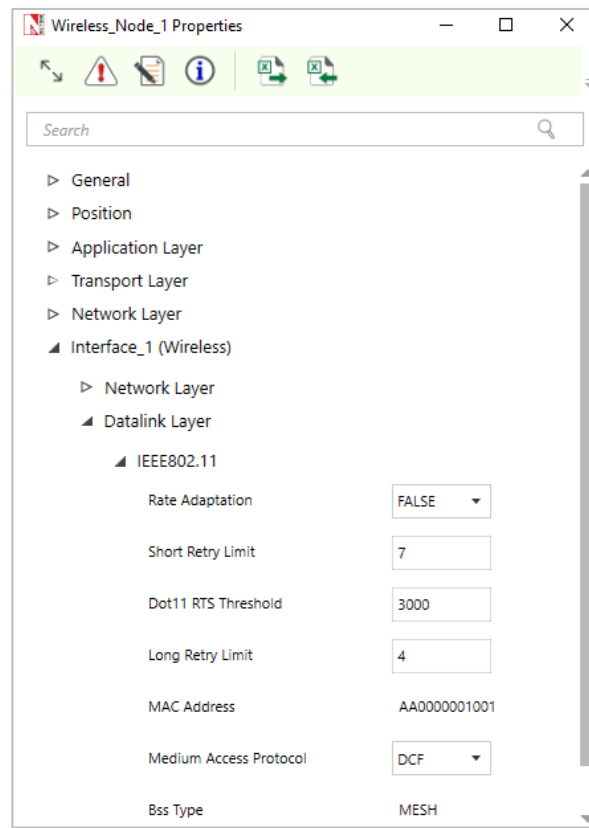 Wireless_Node_1 Properties
Search
General
Position
Application Layer
Transport Layer
Network Layer
Interface_1 (Wireless)
Network Layer
Datalink Layer
IEEE802.11
Rate Adaptation FALSE
Short Retry Limit 7
Dot11 RTS Threshold 3000
Long Retry Limit 4
MAC Address AA0000001001
Medium Access Protocol DCF
Bss Type MESH